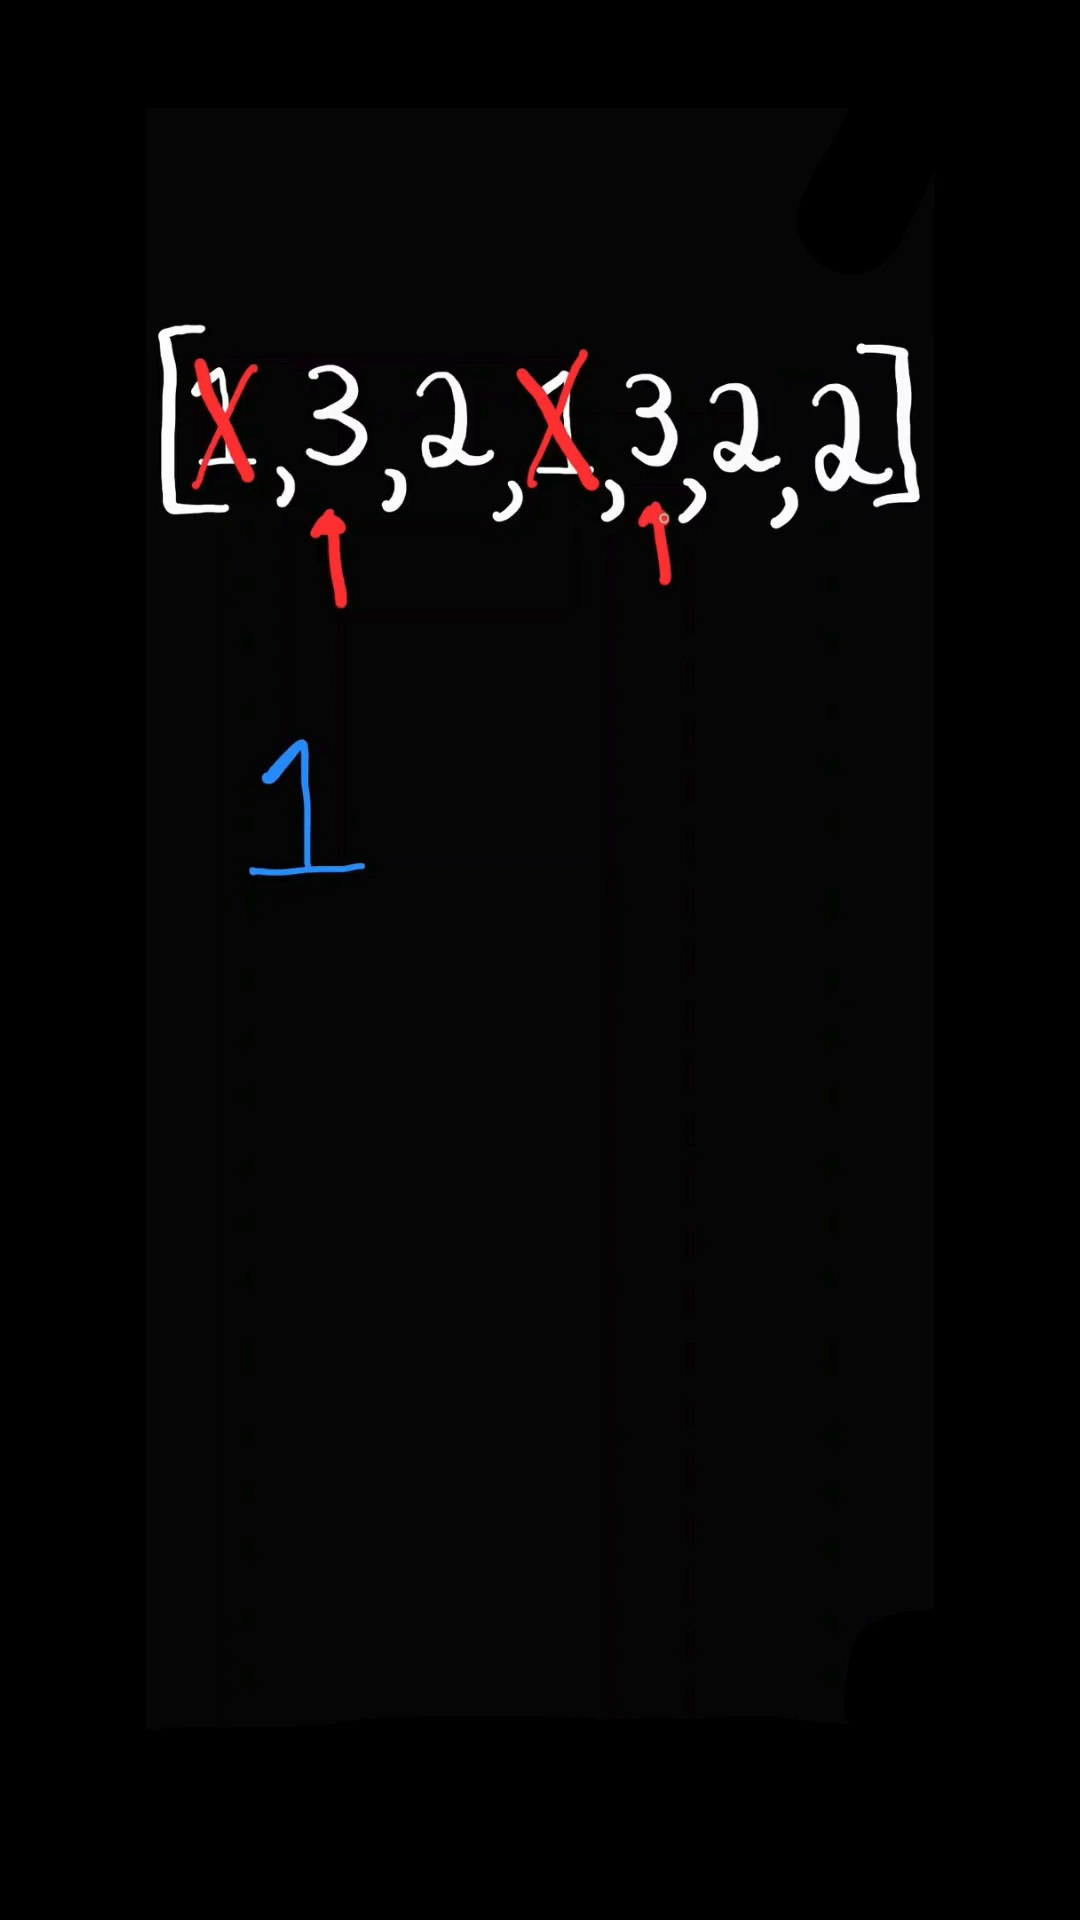 [1, 3, 2, 1, 3, 2, 2]
1